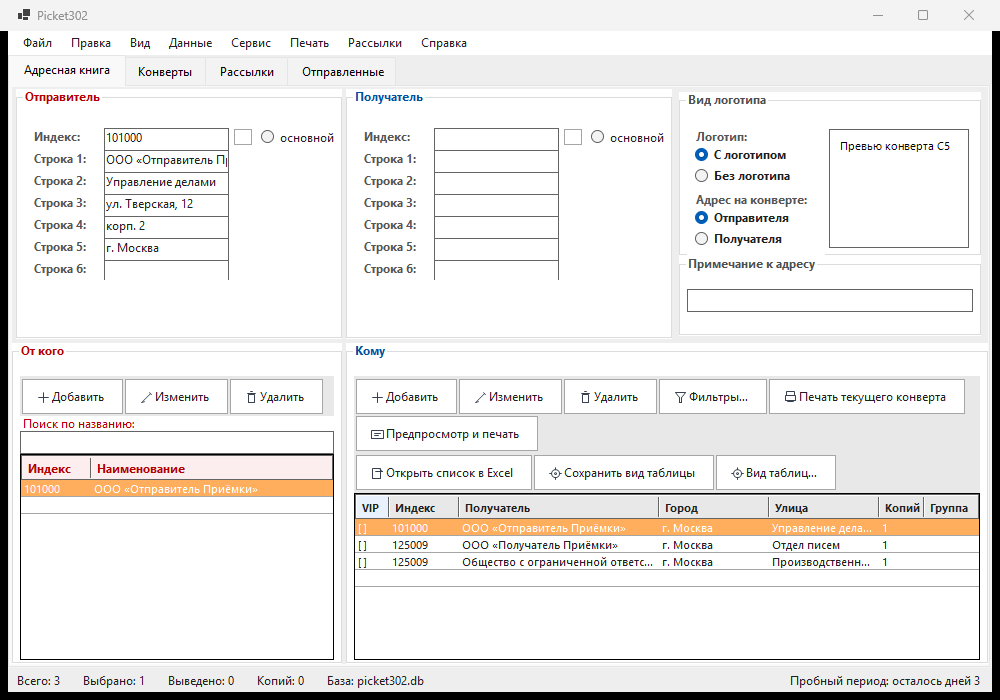 Picket302
Файл Правка Вид Данные Сервис Печать Рассылки Справка
Адресная книга Конверты Рассылки Отправленные
Отправитель
Индекс: 101000 основной
Строка 1: ООО «Отправитель Пр
Строка 2: Управление делами
Строка 3: ул. Тверская, 12
Строка 4: корп. 2
Строка 5: г. Москва
Строка 6:
Получатель
Индекс: основной
Строка 1:
Строка 2:
Строка 3:
Строка 4:
Строка 5:
Строка 6:
Вид логотипа
Логотип:
С логотипом
Без логотипа
Адрес на конверте:
Отправителя
Получателя
Превью конверта C5
Примечание к адресу
От кого
Добавить Изменить Удалить
Поиск по названию:
Индекс Наименование
101000 ООО «Отправитель Приёмки»
Кому
Добавить Изменить Удалить Фильтры... Печать текущего конверта
Предпросмотр и печать
Открыть список в Excel Сохранить вид таблицы Вид таблиц...
VIP Индекс Получатель Город Улица Копий Группа
[ ] 101000 ООО «Отправитель Приёмки» г. Москва Управление дела... 1
[ ] 125009 ООО «Получатель Приёмки» г. Москва Отдел писем 1
[ ] 125009 Общество с ограниченной ответс... г. Москва Производственн... 1
Всего: 3 Выбрано: 1 Выведено: 0 Копий: 0 База: picket302.db Пробный период: осталось дней 3